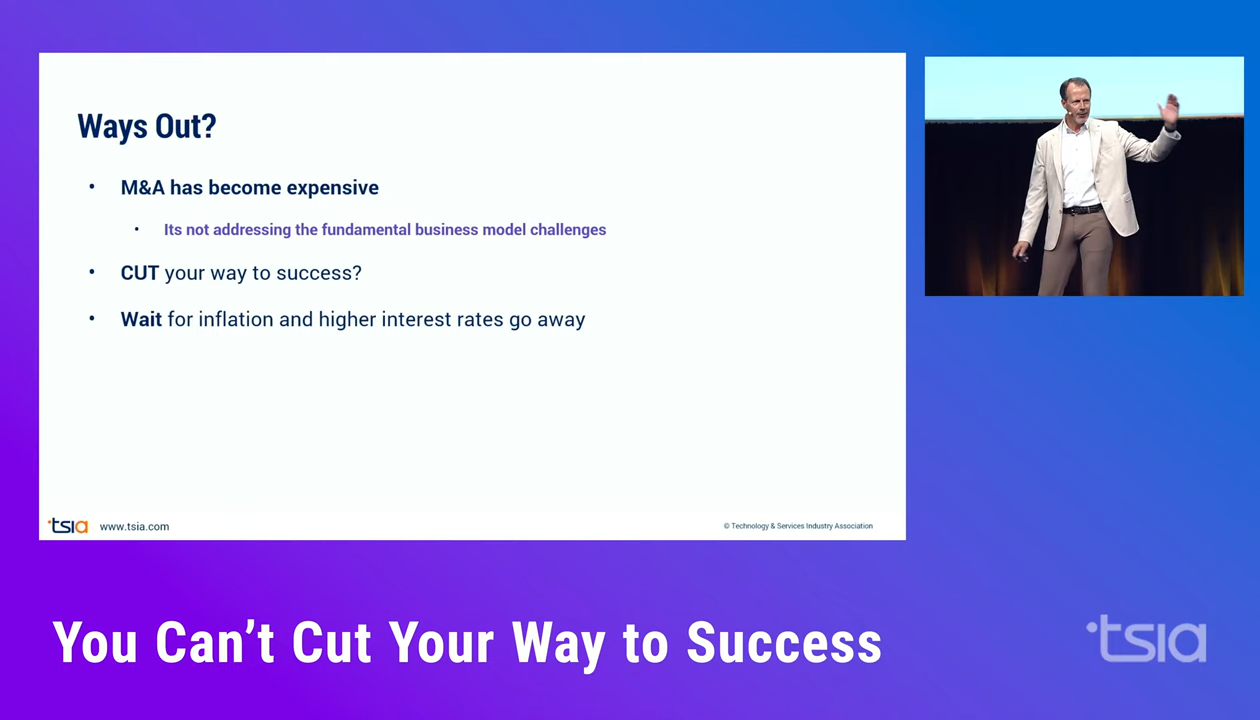 Ways Out?
• M&A has become expensive
• Its not addressing the fundamental business model challenges
• CUT your way to success?
• Wait for inflation and higher interest rates go away
tsia www.tsia.com
© Technology & Services Industry Association
You Can’t Cut Your Way to Success
tsia